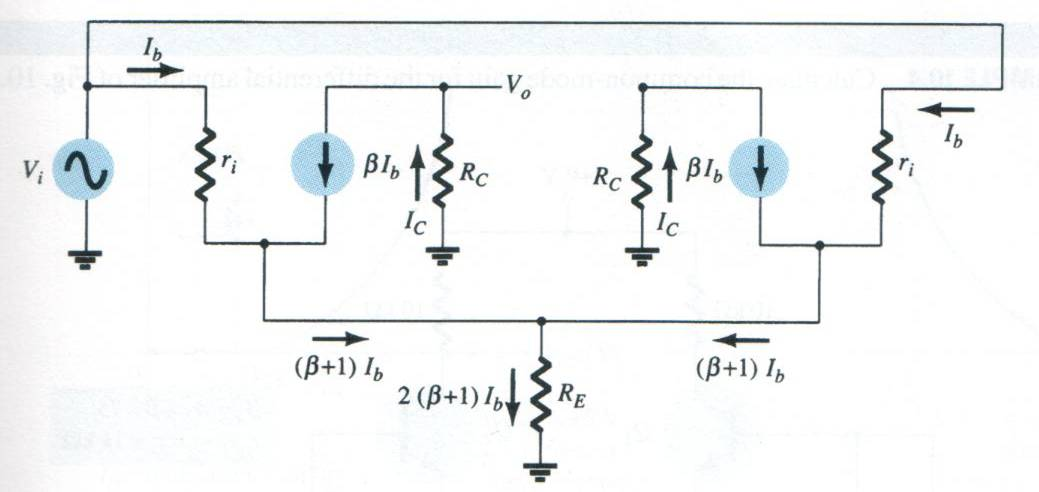 I_b
V_o
I_b
V_i
r_i
βI_b
R_C
R_C
βI_b
r_i
I_C
I_C
(β+1) I_b
(β+1) I_b
2 (β+1) I_b
R_E